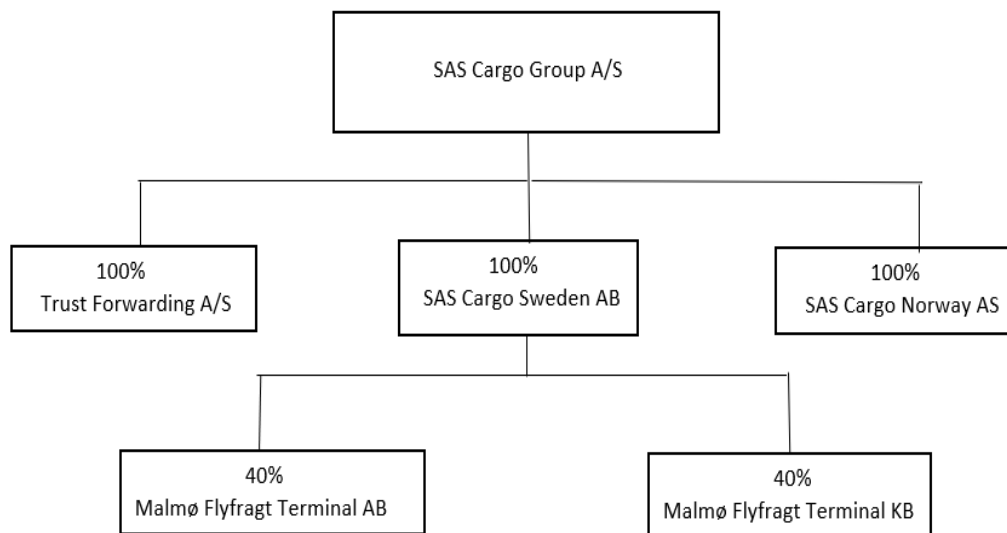 SAS Cargo Group A/S
100%
Trust Forwarding A/S
100%
SAS Cargo Sweden AB
100%
SAS Cargo Norway AS
40%
Malmø Flyfragt Terminal AB
40%
Malmø Flyfragt Terminal KB